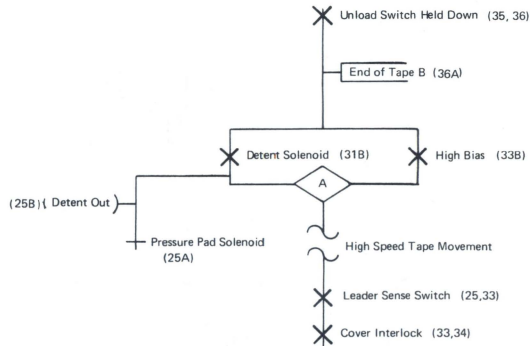 Unload Switch Held Down (35, 36)
End of Tape B (36A)
Detent Solenoid (31B)
High Bias (33B)
A
(25B) ( Detent Out )
Pressure Pad Solenoid
(25A)
High Speed Tape Movement
Leader Sense Switch (25,33)
Cover Interlock (33,34)